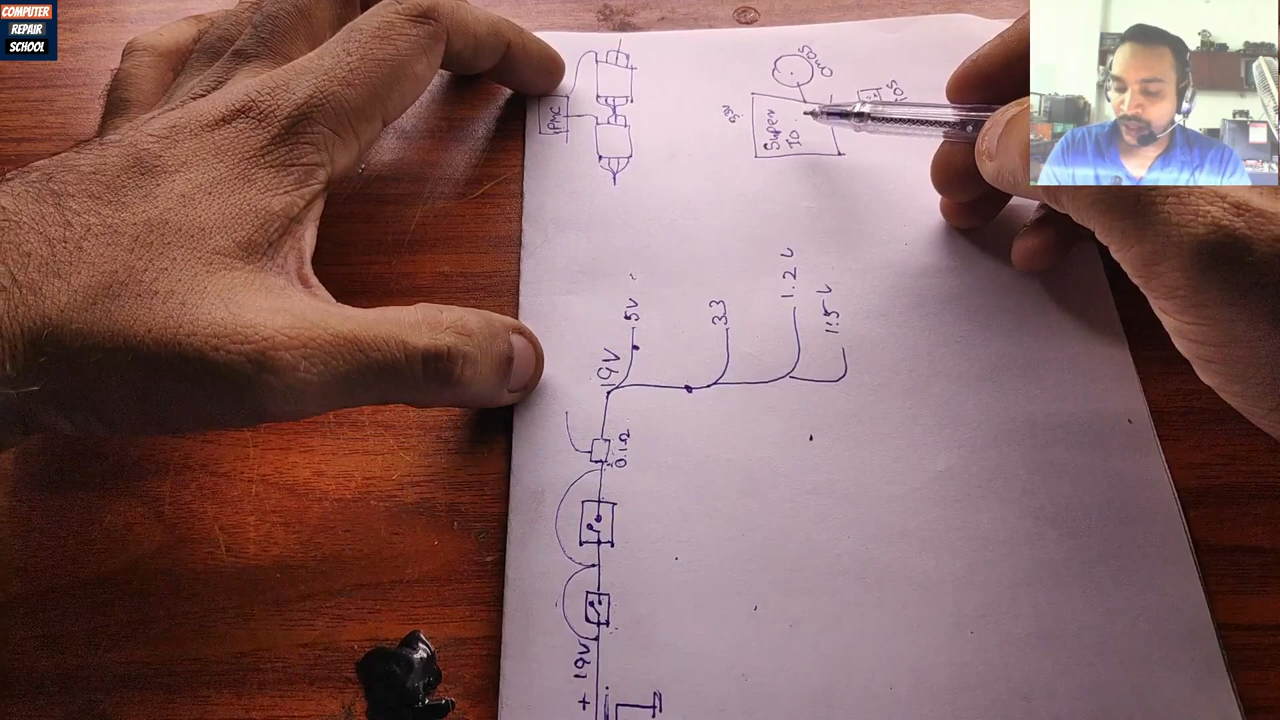 COMPUTER
REPAIR
SCHOOL
PMC
Super
IO
19V
5V
3.3
1.2 V
1.5 V
0.1Ω
+ 19V